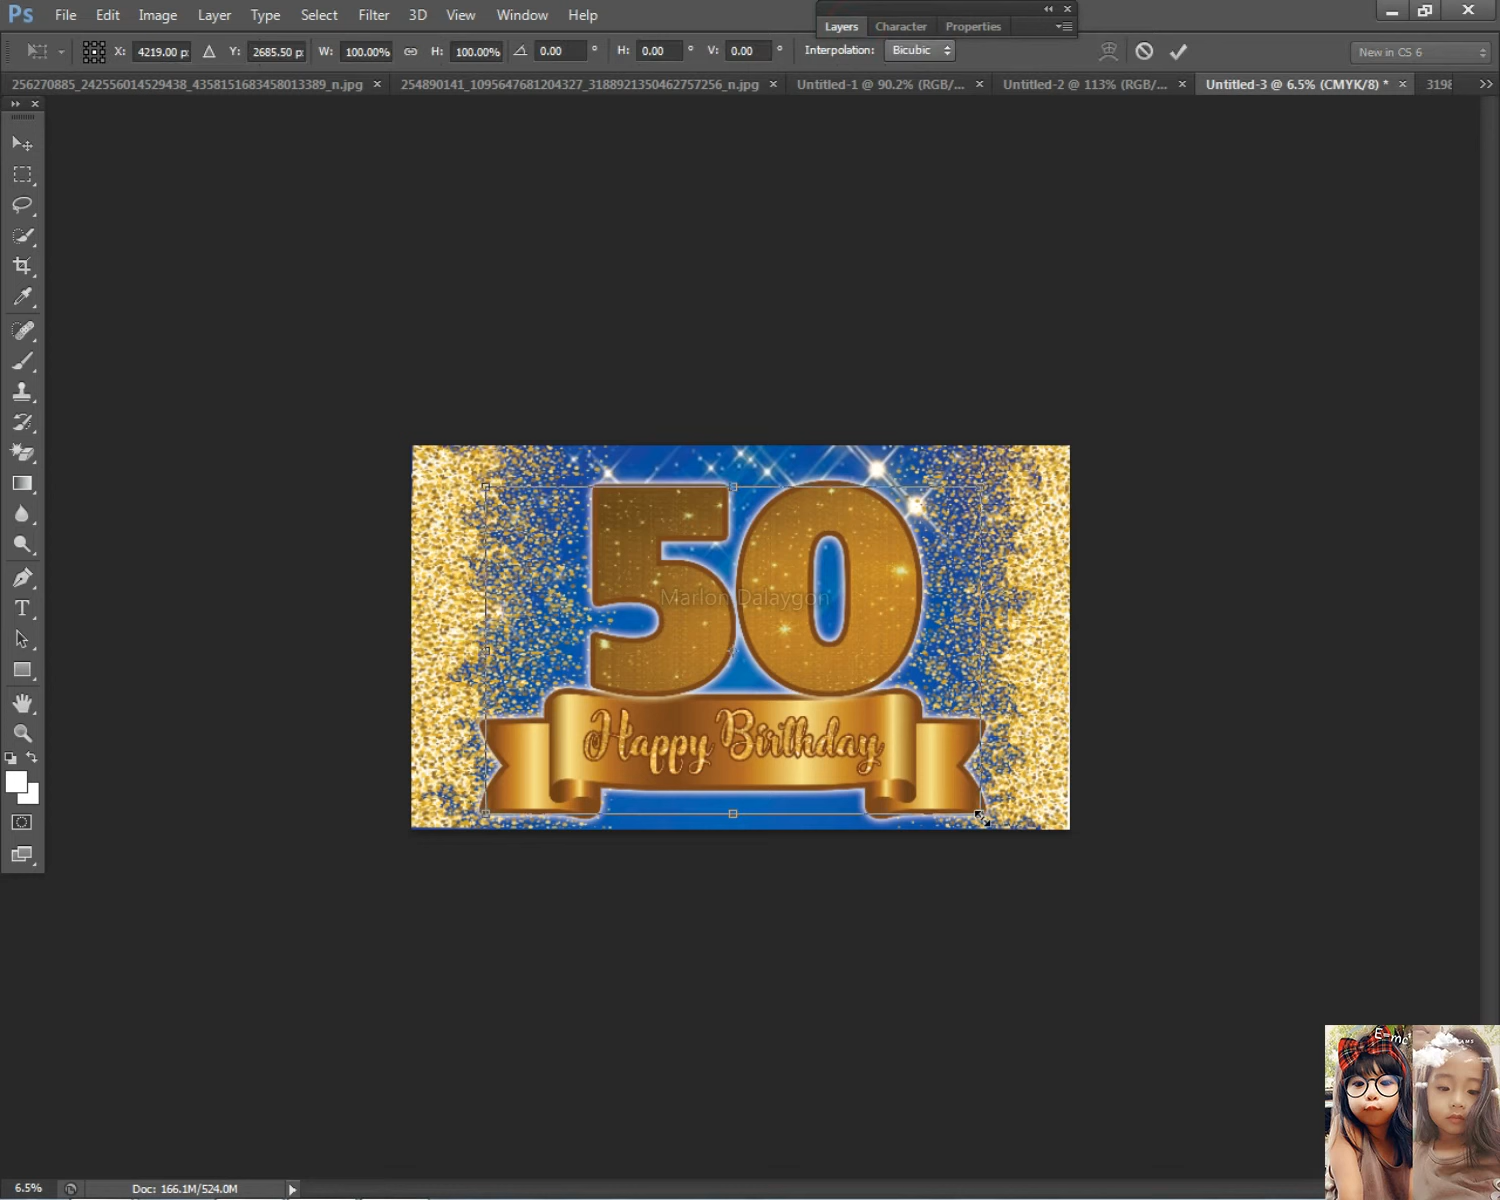 Ps File Edit Image Layer Type Select Filter 3D View Window Help
Layers Character Properties
X: 4219.00 p Y: 2685.50 p W: 100.00% H: 100.00% 0.00 ° H: 0.00 ° V: 0.00 ° Interpolation: Bicubic New in CS 6
256270885_242556014529438_4358151683458013389_n.jpg × 254890141_1095647681204327_3188921350462757256_n.jpg × Untitled-1 @ 90.2% (RGB/... × Untitled-2 @ 113% (RGB/... × Untitled-3 @ 6.5% (CMYK/8) * × 3198
50
Marlon Dalaygon
Happy Birthday
E=mc²
6.5% Doc: 166.1M/524.0M